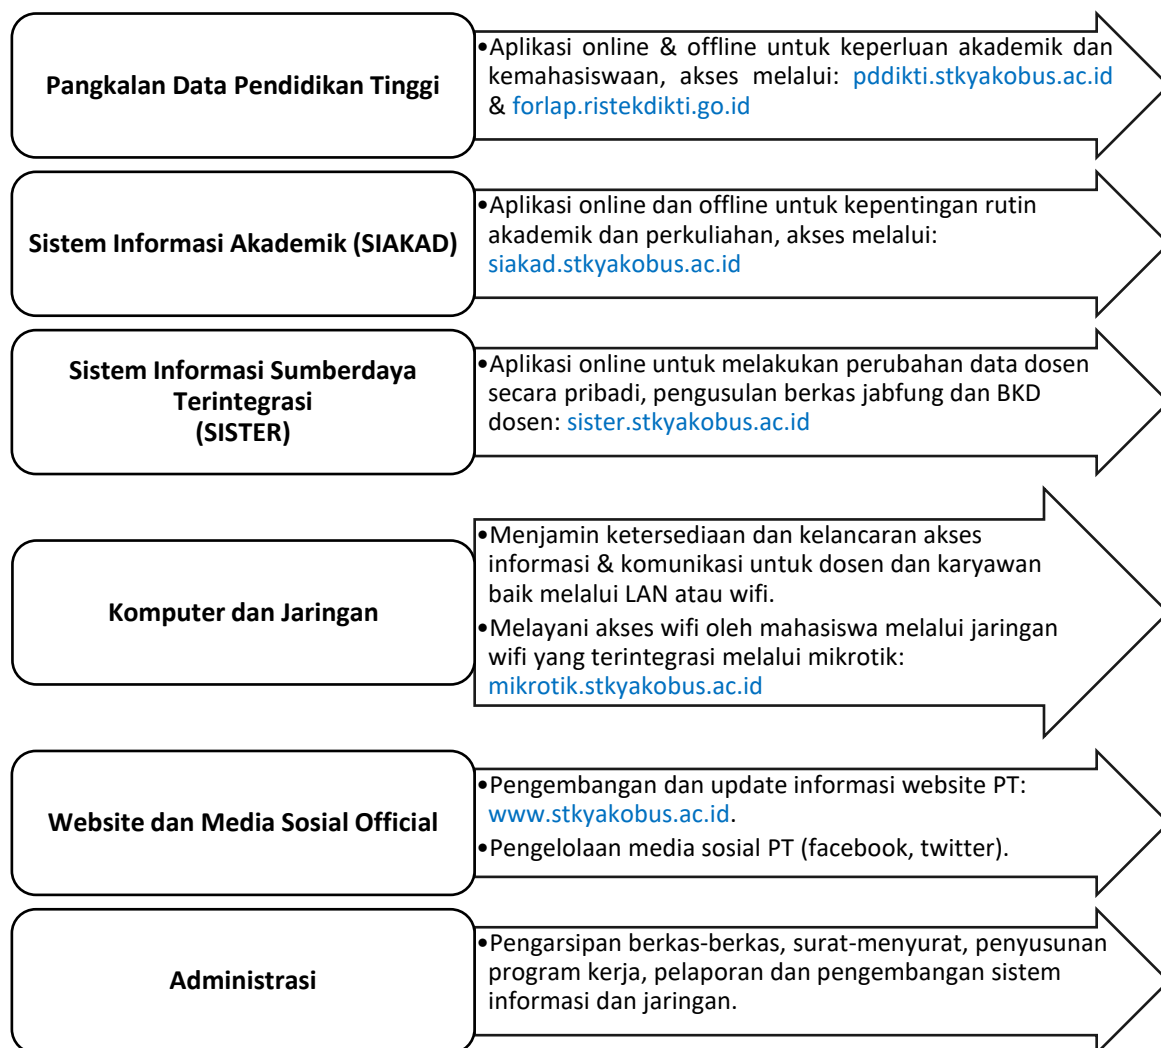 Pangkalan Data Pendidikan Tinggi
•Aplikasi online & offline untuk keperluan akademik dan
kemahasiswaan, akses melalui: pddikti.stkyakobus.ac.id
& forlap.ristekdikti.go.id
Sistem Informasi Akademik (SIAKAD)
•Aplikasi online dan offline untuk kepentingan rutin
akademik dan perkuliahan, akses melalui:
siakad.stkyakobus.ac.id
Sistem Informasi Sumberdaya
Terintegrasi
(SISTER)
•Aplikasi online untuk melakukan perubahan data dosen
secara pribadi, pengusulan berkas jabfung dan BKD
dosen: sister.stkyakobus.ac.id
Komputer dan Jaringan
•Menjamin ketersediaan dan kelancaran akses
informasi & komunikasi untuk dosen dan karyawan
baik melalui LAN atau wifi.
•Melayani akses wifi oleh mahasiswa melalui jaringan
wifi yang terintegrasi melalui mikrotik:
mikrotik.stkyakobus.ac.id
Website dan Media Sosial Official
•Pengembangan dan update informasi website PT:
www.stkyakobus.ac.id.
•Pengelolaan media sosial PT (facebook, twitter).
Administrasi
•Pengarsipan berkas-berkas, surat-menyurat, penyusunan
program kerja, pelaporan dan pengembangan sistem
informasi dan jaringan.